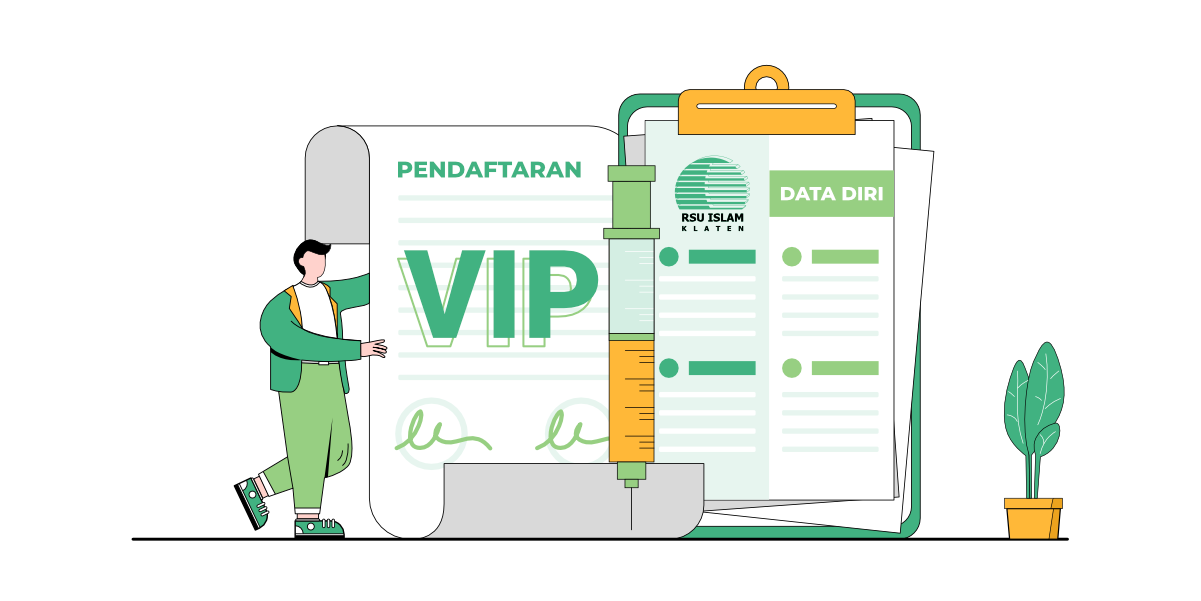 PENDAFTARAN
VIP
RSU ISLAM
KLATEN
DATA DIRI